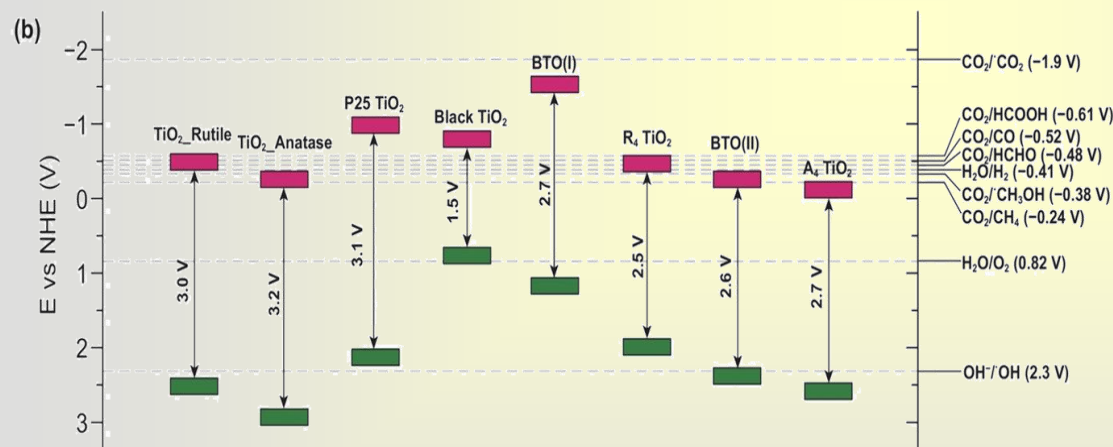 (b)
E vs NHE (V)
−2
−1
0
1
2
3
TiO₂_Rutile
3.0 V
TiO₂_Anatase
3.2 V
P25 TiO₂
3.1 V
Black TiO₂
1.5 V
BTO(I)
2.7 V
R₄ TiO₂
2.5 V
BTO(II)
2.6 V
A₄ TiO₂
2.7 V
CO₂/˙CO₂ (−1.9 V)
CO₂/HCOOH (−0.61 V)
CO₂/CO (−0.52 V)
CO₂/HCHO (−0.48 V)
H₂O/H₂ (−0.41 V)
CO₂/˙CH₃OH (−0.38 V)
CO₂/CH₄ (−0.24 V)
H₂O/O₂ (0.82 V)
OH⁻/˙OH (2.3 V)